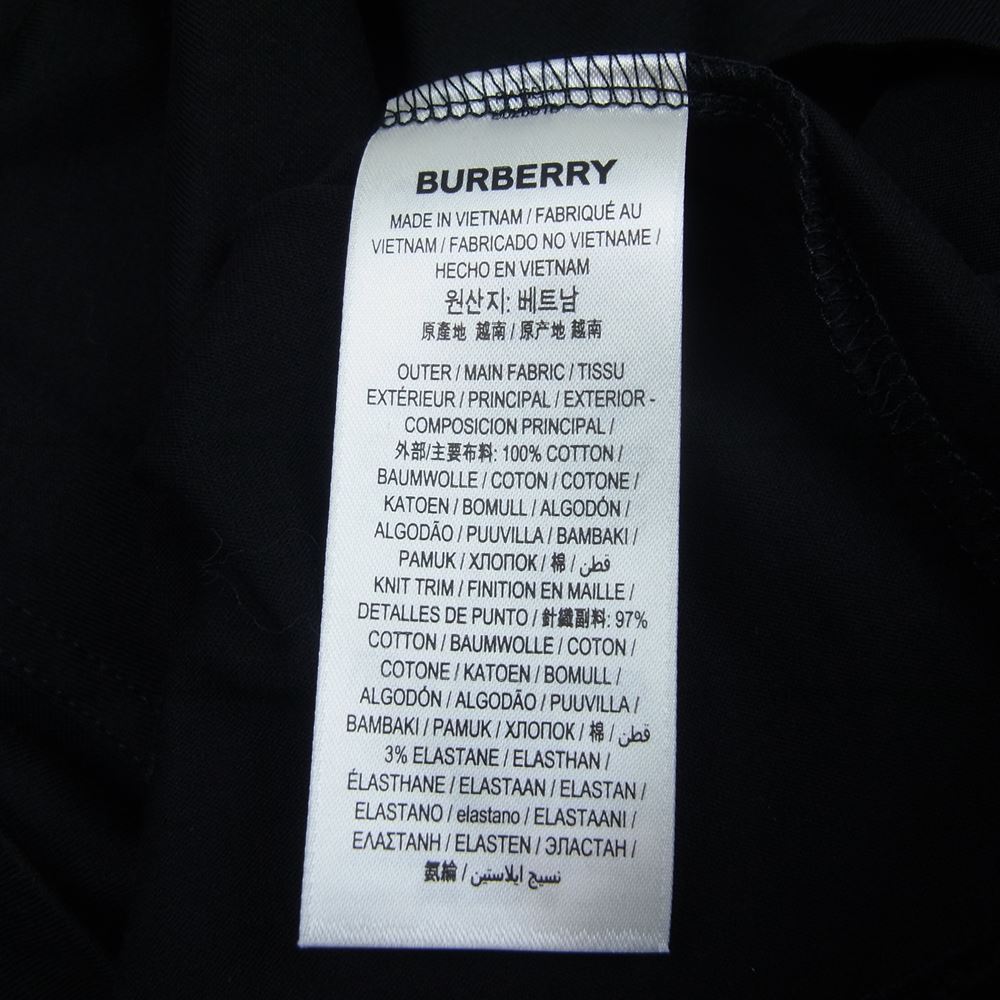 BURBERRY
MADE IN VIETNAM / FABRIQUÉ AU
VIETNAM / FABRICADO NO VIETNAME /
HECHO EN VIETNAM
원산지: 베트남
原產地 越南 / 原产地 越南
OUTER / MAIN FABRIC / TISSU
EXTÉRIEUR / PRINCIPAL / EXTERIOR -
COMPOSICION PRINCIPAL /
外部/主要布料: 100% COTTON /
BAUMWOLLE / COTON / COTONE /
KATOEN / BOMULL / ALGODÓN /
ALGODÃO / PUUVILLA / BAMBAKI /
PAMUK / ХЛОПОК / 棉 / قطن
KNIT TRIM / FINITION EN MAILLE /
DETALLES DE PUNTO / 針織副料: 97%
COTTON / BAUMWOLLE / COTON /
COTONE / KATOEN / BOMULL /
ALGODÓN / ALGODÃO / PUUVILLA /
BAMBAKI / PAMUK / ХЛОПОК / 棉 / قطن
3% ELASTANE / ELASTHAN /
ÉLASTHANE / ELASTAAN / ELASTAN /
ELASTANO / elastano / ELASTAANI /
ΕΛΑΣΤΑΝΗ / ELASTEN / ЭЛАСТАН /
氨綸 / نسيج ايلاستين